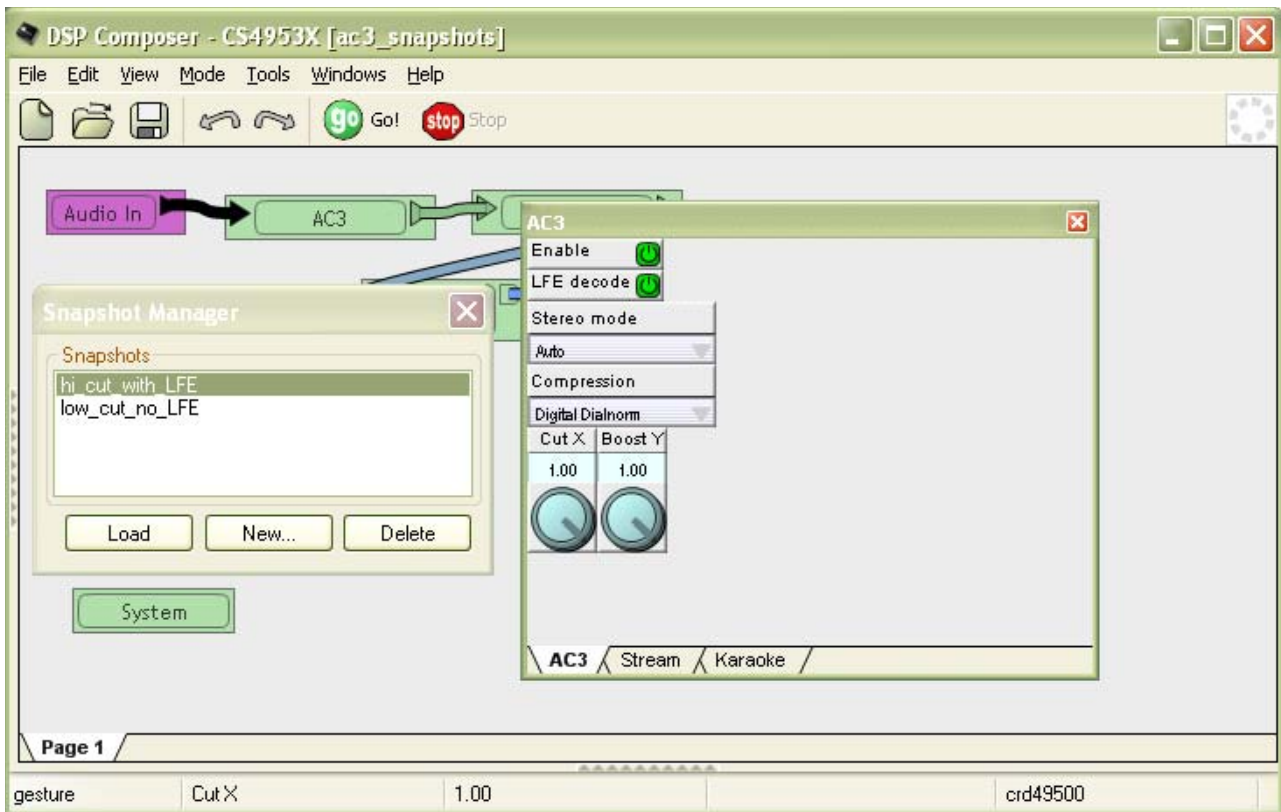 DSP Composer - CS4953X [ac3_snapshots]
File Edit View Mode Tools Windows Help
go Go! stop Stop
Audio In
AC3
AC3
Enable
LFE decode
Stereo mode
Auto
Compression
Digital Dialnorm
Cut X Boost Y
1.00 1.00
AC3 Stream Karaoke
Snapshot Manager
Snapshots
hi_cut_with_LFE
low_cut_no_LFE
Load New... Delete
System
Page 1
gesture Cut X 1.00 crd49500